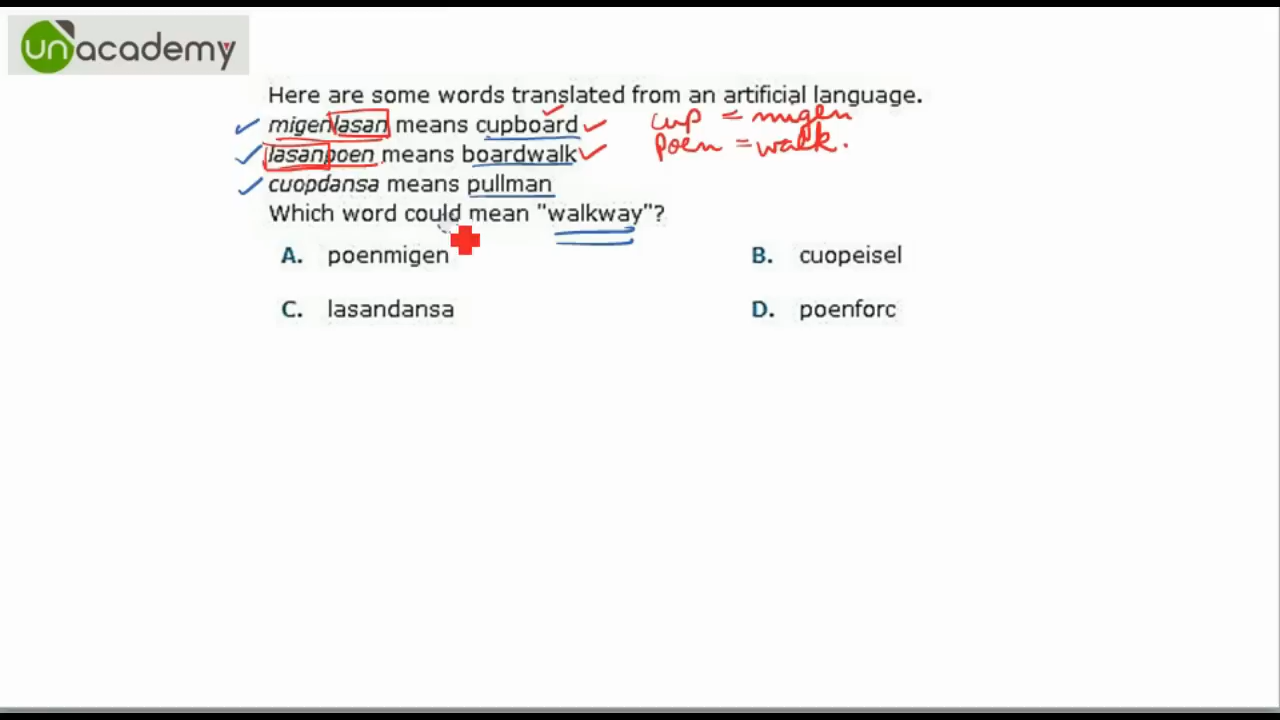 unacademy
Here are some words translated from an artificial language.
migenlasan means cupboard
cup = migen
lasanpoen means boardwalk
poen = walk.
cuopdansa means pullman
Which word could mean "walkway"?
A. poenmigen
B. cuopeisel
C. lasandansa
D. poenforc